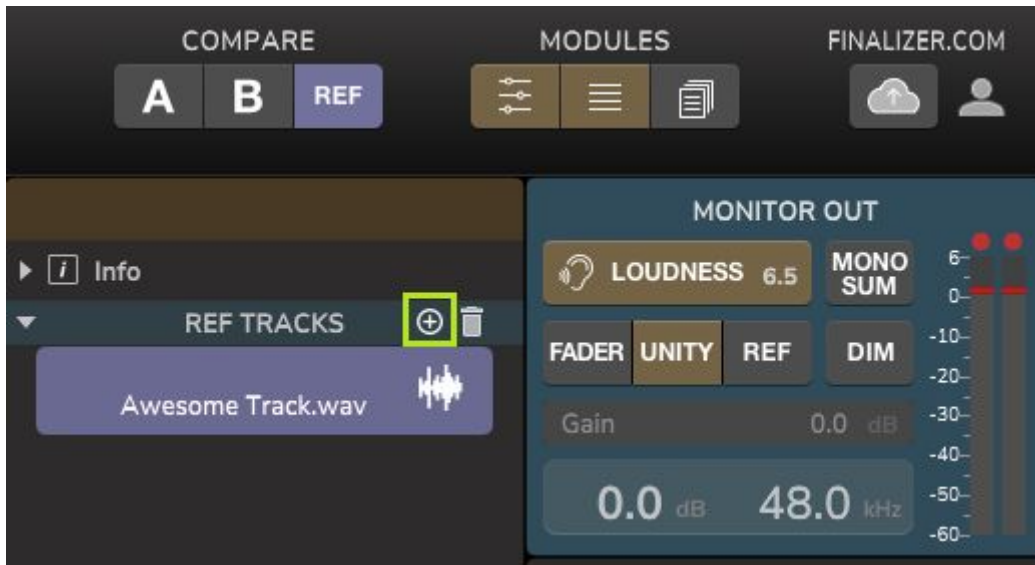 COMPARE
MODULES
FINALIZER.COM
A
B
REF
MONITOR OUT
i Info
REF TRACKS
Awesome Track.wav
LOUDNESS 6.5
MONO
SUM
FADER
UNITY
REF
DIM
Gain 0.0 dB
0.0 dB 48.0 kHz
6
0
-10
-20
-30
-40
-50
-60